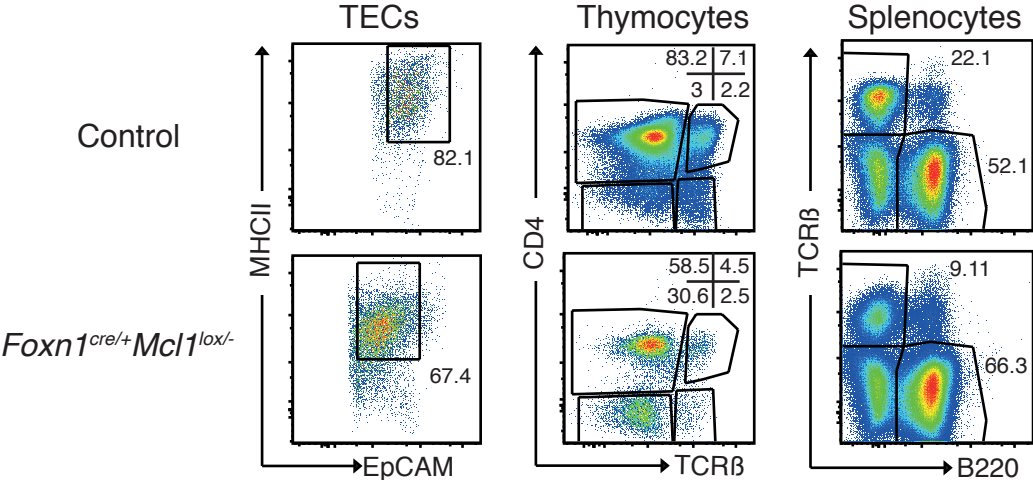 TECs Thymocytes Splenocytes
Control
MHCII
82.1
CD4
83.2 7.1
3 2.2
TCRß
22.1
52.1
Foxn1cre/+Mcl1lox/-
67.4
58.5 4.5
30.6 2.5
9.11
66.3
EpCAM TCRß B220